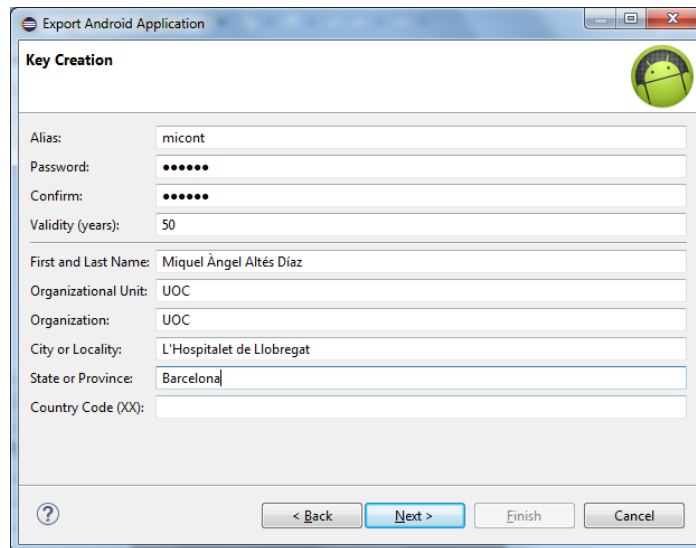 Export Android Application
Key Creation
Alias: micont
Password: ••••••
Confirm: ••••••
Validity (years): 50
First and Last Name: Miquel Àngel Altés Díaz
Organizational Unit: UOC
Organization: UOC
City or Locality: L'Hospitalet de Llobregat
State or Province: Barcelona
Country Code (XX):
? < Back Next > Finish Cancel